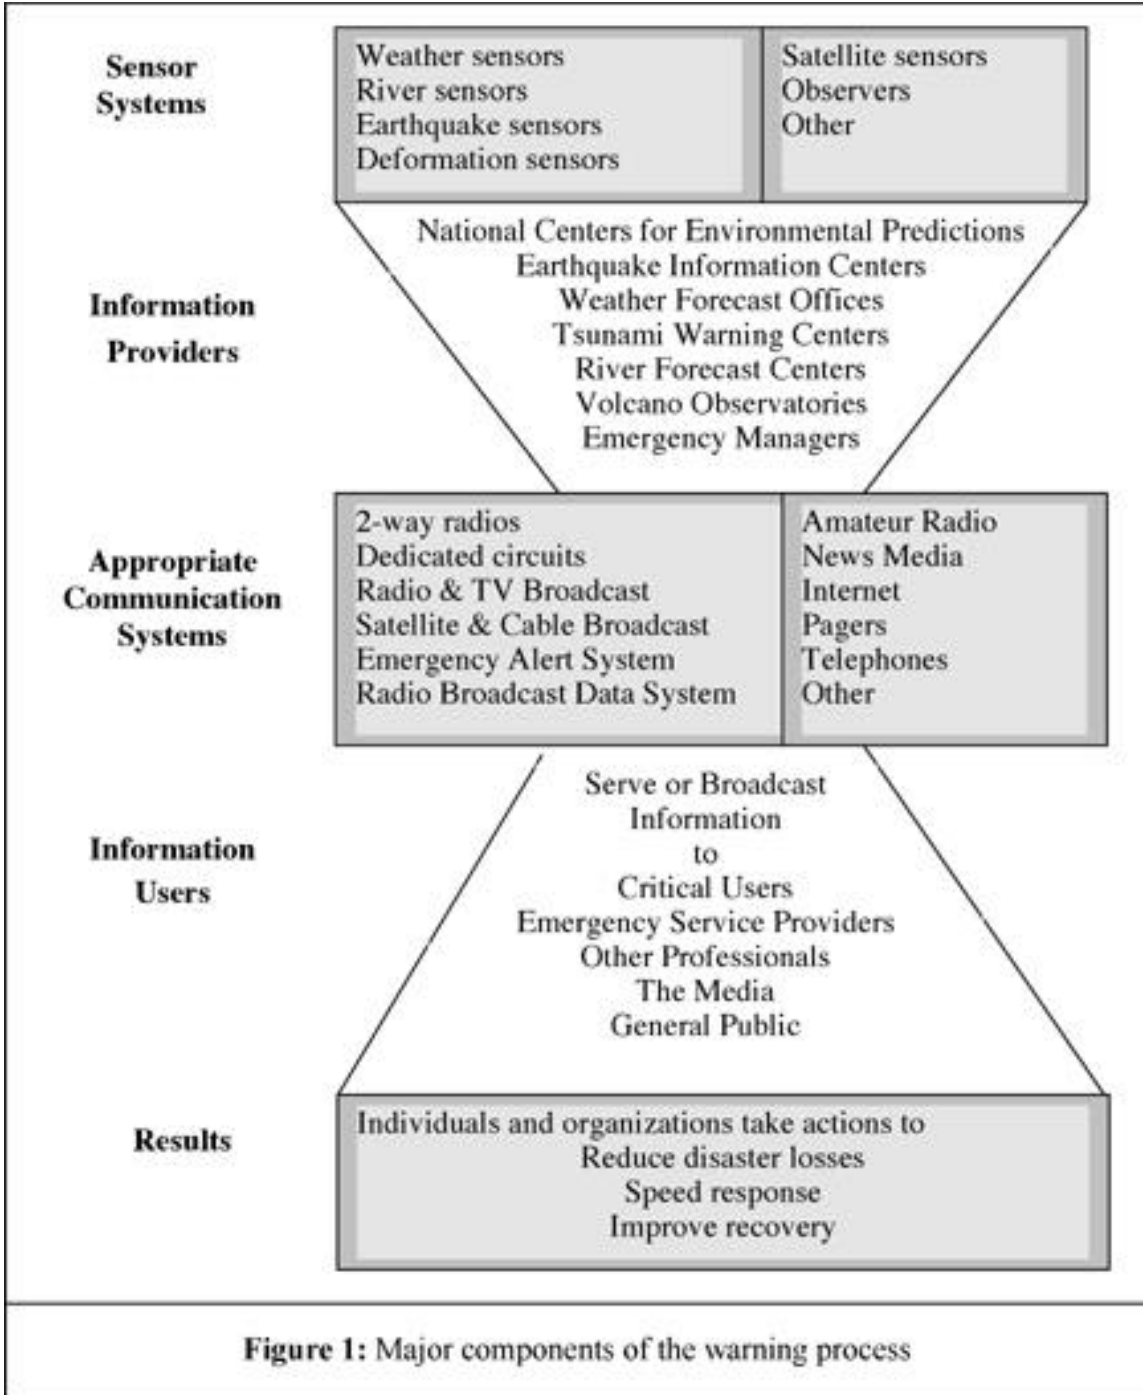 Sensor
Systems
Weather sensors
River sensors
Earthquake sensors
Deformation sensors
Satellite sensors
Observers
Other
Information
Providers
National Centers for Environmental Predictions
Earthquake Information Centers
Weather Forecast Offices
Tsunami Warning Centers
River Forecast Centers
Volcano Observatories
Emergency Managers
Appropriate
Communication
Systems
2-way radios
Dedicated circuits
Radio & TV Broadcast
Satellite & Cable Broadcast
Emergency Alert System
Radio Broadcast Data System
Amateur Radio
News Media
Internet
Pagers
Telephones
Other
Information
Users
Serve or Broadcast
Information
to
Critical Users
Emergency Service Providers
Other Professionals
The Media
General Public
Results
Individuals and organizations take actions to
Reduce disaster losses
Speed response
Improve recovery
Figure 1: Major components of the warning process